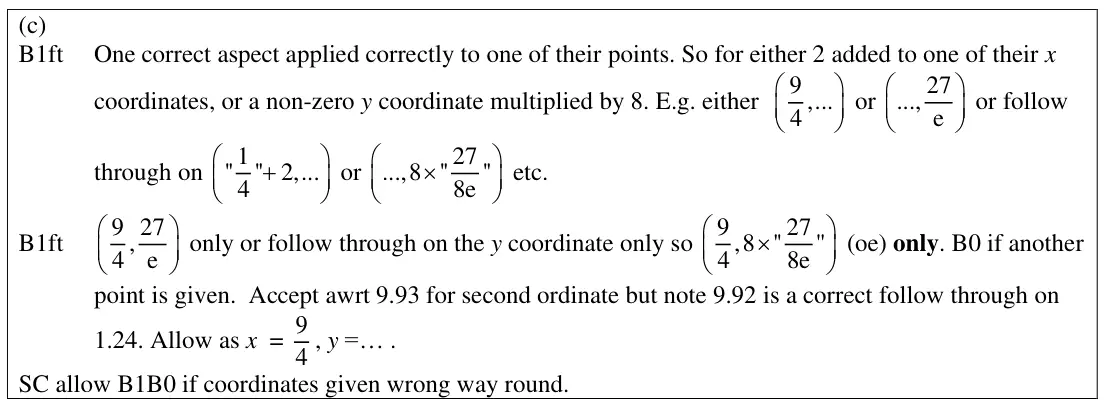 (c)
B1ft One correct aspect applied correctly to one of their points. So for either 2 added to one of their x
coordinates, or a non-zero y coordinate multiplied by 8. E.g. either (9/4,...) or (...,27/e) or follow
through on ("1/4"+2,...) or (...,8×"27/8e") etc.
B1ft (9/4,27/e) only or follow through on the y coordinate only so (9/4,8×"27/8e") (oe) only. B0 if another
point is given. Accept awrt 9.93 for second ordinate but note 9.92 is a correct follow through on
1.24. Allow as x = 9/4, y =… .
SC allow B1B0 if coordinates given wrong way round.